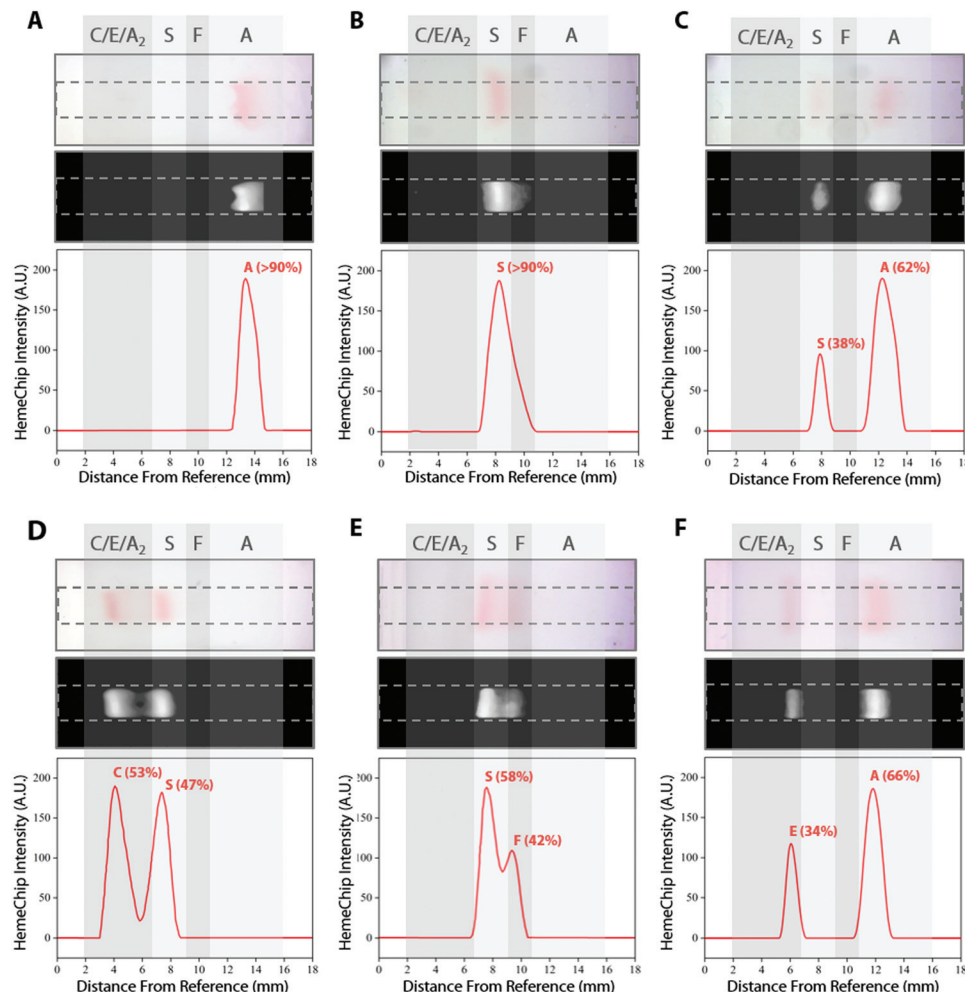 A
C/E/A₂ S F A
HemeChip Intensity (A.U.)
200
150
100
50
0
A (>90%)
0 2 4 6 8 10 12 14 16 18
Distance From Reference (mm)
B
C/E/A₂ S F A
HemeChip Intensity (A.U.)
200
150
100
50
0
S (>90%)
0 2 4 6 8 10 12 14 16 18
Distance From Reference (mm)
C
C/E/A₂ S F A
HemeChip Intensity (A.U.)
200
150
100
50
0
A (62%)
S (38%)
0 2 4 6 8 10 12 14 16 18
Distance From Reference (mm)
D
C/E/A₂ S F A
HemeChip Intensity (A.U.)
200
150
100
50
0
C (53%)
S (47%)
0 2 4 6 8 10 12 14 16 18
Distance From Reference (mm)
E
C/E/A₂ S F A
HemeChip Intensity (A.U.)
200
150
100
50
0
S (58%)
F (42%)
0 2 4 6 8 10 12 14 16 18
Distance From Reference (mm)
F
C/E/A₂ S F A
HemeChip Intensity (A.U.)
200
150
100
50
0
A (66%)
E (34%)
0 2 4 6 8 10 12 14 16 18
Distance From Reference (mm)